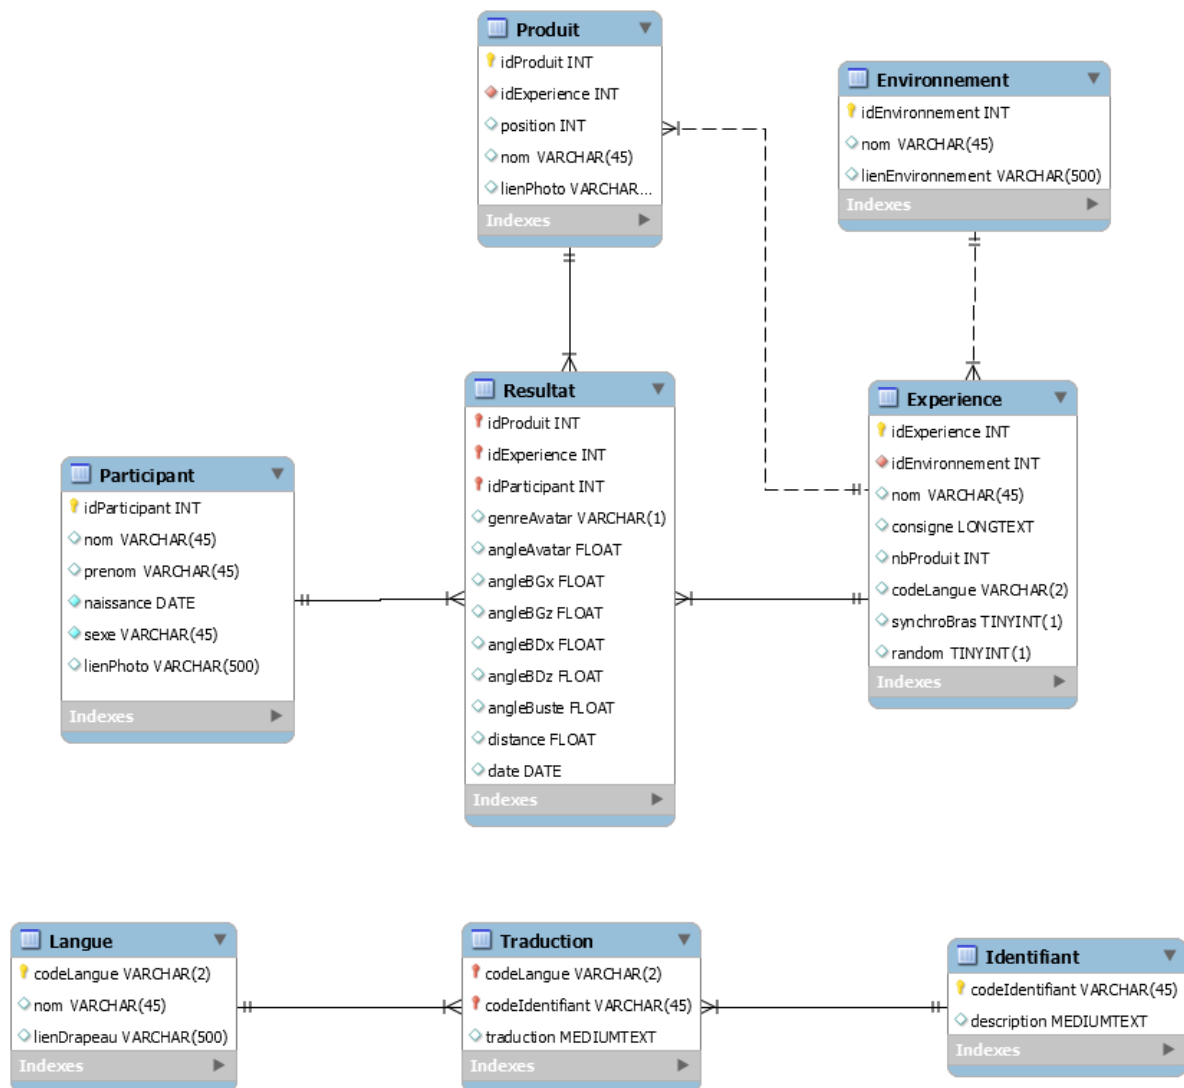 Produit
idProduit INT
idExperience INT
position INT
nom VARCHAR(45)
lienPhoto VARCHAR...
Indexes
Environnement
idEnvironnement INT
nom VARCHAR(45)
lienEnvironnement VARCHAR(500)
Indexes
Participant
idParticipant INT
nom VARCHAR(45)
prenom VARCHAR(45)
naissance DATE
sexe VARCHAR(45)
lienPhoto VARCHAR(500)
Indexes
Resultat
idProduit INT
idExperience INT
idParticipant INT
genreAvatar VARCHAR(1)
angleAvatar FLOAT
angleBGx FLOAT
angleBGz FLOAT
angleBDx FLOAT
angleBDz FLOAT
angleBuste FLOAT
distance FLOAT
date DATE
Indexes
Experience
idExperience INT
idEnvironnement INT
nom VARCHAR(45)
consigne LONGTEXT
nbProduit INT
codeLangue VARCHAR(2)
synchroBras TINYINT(1)
random TINYINT(1)
Indexes
Langue
codeLangue VARCHAR(2)
nom VARCHAR(45)
lienDrapeau VARCHAR(500)
Indexes
Traduction
codeLangue VARCHAR(2)
codeIdentifiant VARCHAR(45)
traduction MEDIUMTEXT
Indexes
Identifiant
codeIdentifiant VARCHAR(45)
description MEDIUMTEXT
Indexes